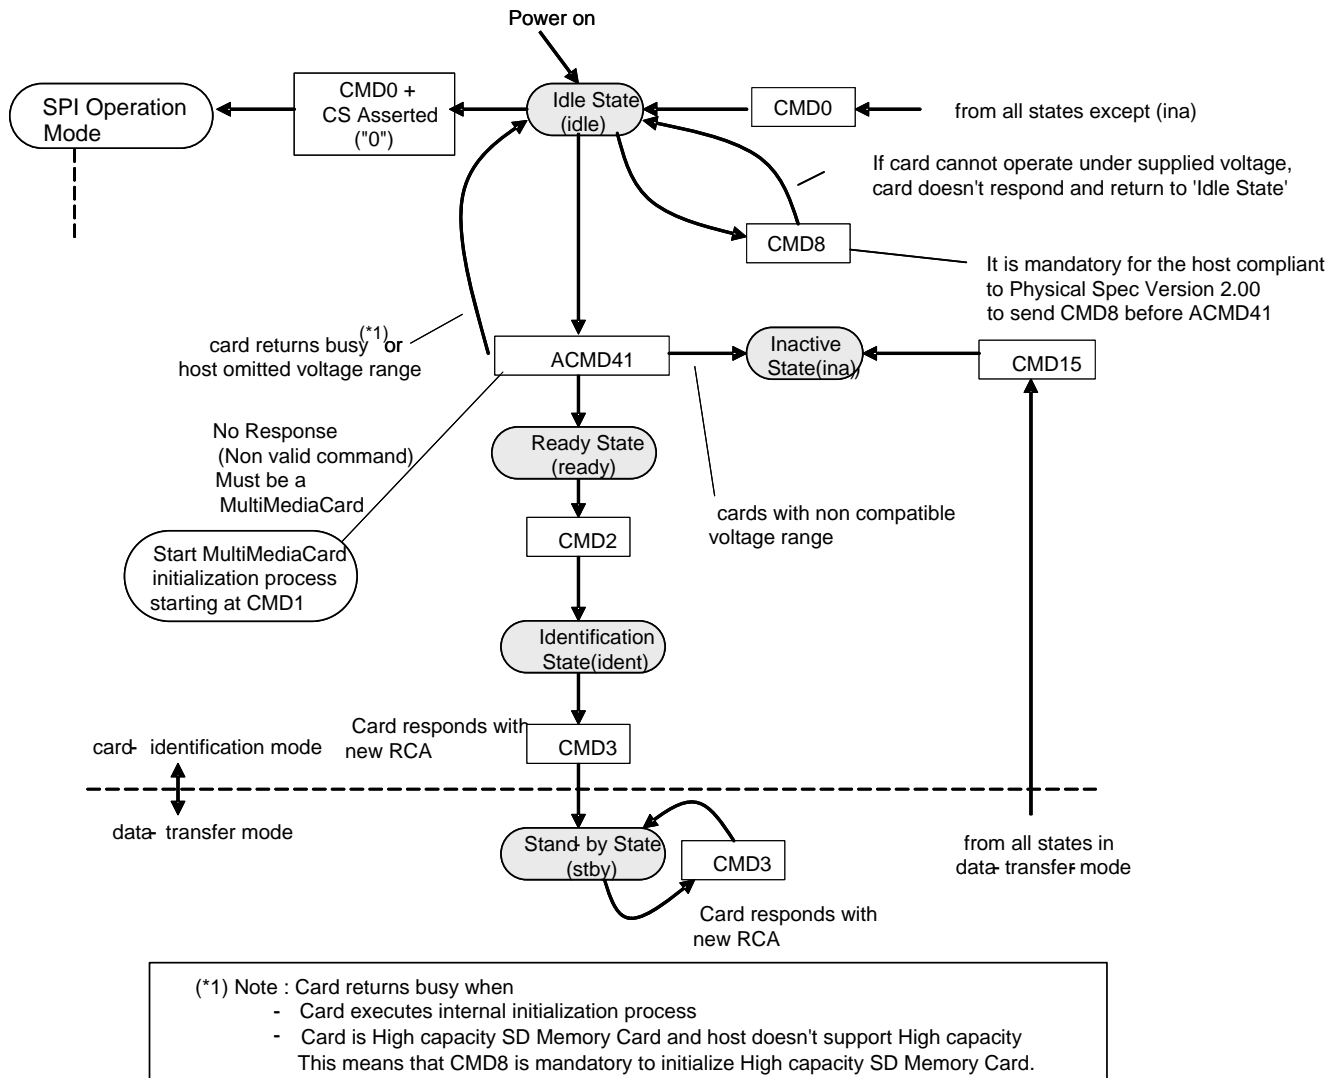 Power on
SPI Operation
Mode
CMD0 +
CS Asserted
("0")
Idle State
(idle)
CMD0
from all states except (ina)
If card cannot operate under supplied voltage,
card doesn't respond and return to 'Idle State'
CMD8
It is mandatory for the host compliant
to Physical Spec Version 2.00
to send CMD8 before ACMD41
card returns busy (*1) or
host omitted voltage range
ACMD41
Inactive
State(ina)
CMD15
No Response
(Non valid command)
Must be a
MultiMediaCard
Ready State
(ready)
cards with non compatible
voltage range
CMD2
Start MultiMediaCard
initialization process
starting at CMD1
Identification
State(ident)
Card responds with
new RCA
CMD3
card- identification mode
data- transfer mode
Stand- by State
(stby)
CMD3
from all states in
data- transfer- mode
Card responds with
new RCA
(*1) Note : Card returns busy when
- Card executes internal initialization process
- Card is High capacity SD Memory Card and host doesn't support High capacity
This means that CMD8 is mandatory to initialize High capacity SD Memory Card.